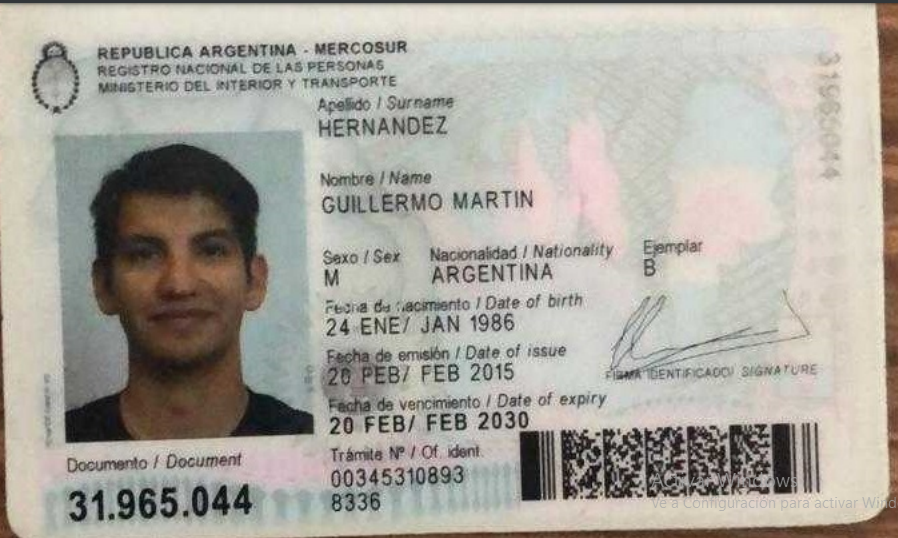 REPUBLICA ARGENTINA - MERCOSUR
REGISTRO NACIONAL DE LAS PERSONAS
MINISTERIO DEL INTERIOR Y TRANSPORTE
Apellido / Surname
HERNANDEZ
Nombre / Name
GUILLERMO MARTIN
Sexo / Sex Nacionalidad / Nationality Ejemplar
M ARGENTINA B
Fecha de nacimiento / Date of birth
24 ENE/ JAN 1986
Fecha de emisión / Date of issue
20 FEB/ FEB 2015
FIRMA IDENTIFICADO/ SIGNATURE
Fecha de vencimiento / Date of expiry
20 FEB/ FEB 2030
Documento / Document
31.965.044
Trámite Nº / Of. ident.
00345310893
8336
31965044
Activar Windows
Ve a Configuración para activar Wind